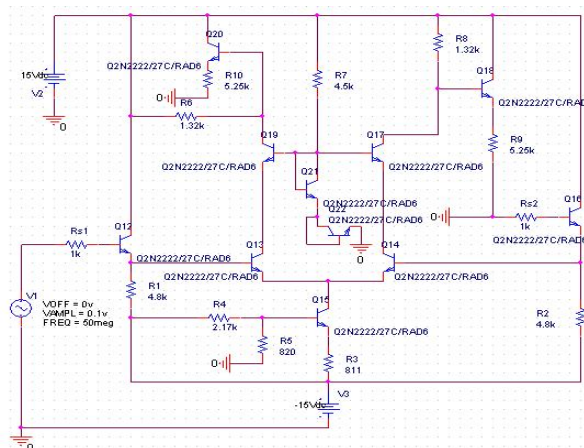 Q20
R8
1.32k
Q2N2222/27C/RAD6
15Vdc
V2
R10
5.25k
R7
4.5k
Q18
0
R6
1.32k
Q2N2222/27C/RAD6
0
Q19
Q17
R9
5.25k
Q2N2222/27C/RAD6
Q2N2222/27C/RAD6
Q21
Q2N2222/27C/RAD6
Q22
Q2N2222/27C/RAD6
Q16
0
Rs2
1k
Rs1
1k
Q12
Q13
Q14
0
Q2N2222/27C/RAD6
Q2N2222/27C/RAD6
Q2N2222/27C/RAD6
Q2N2222/27C/RAD6
V1
VOFF = 0v
VAMPL = 0.1v
FREQ = 50meg
R1
4.8k
R4
2.17k
Q15
R2
4.8k
Q2N2222/27C/RAD6
R5
820
R3
811
0
V3
-15Vdc
0